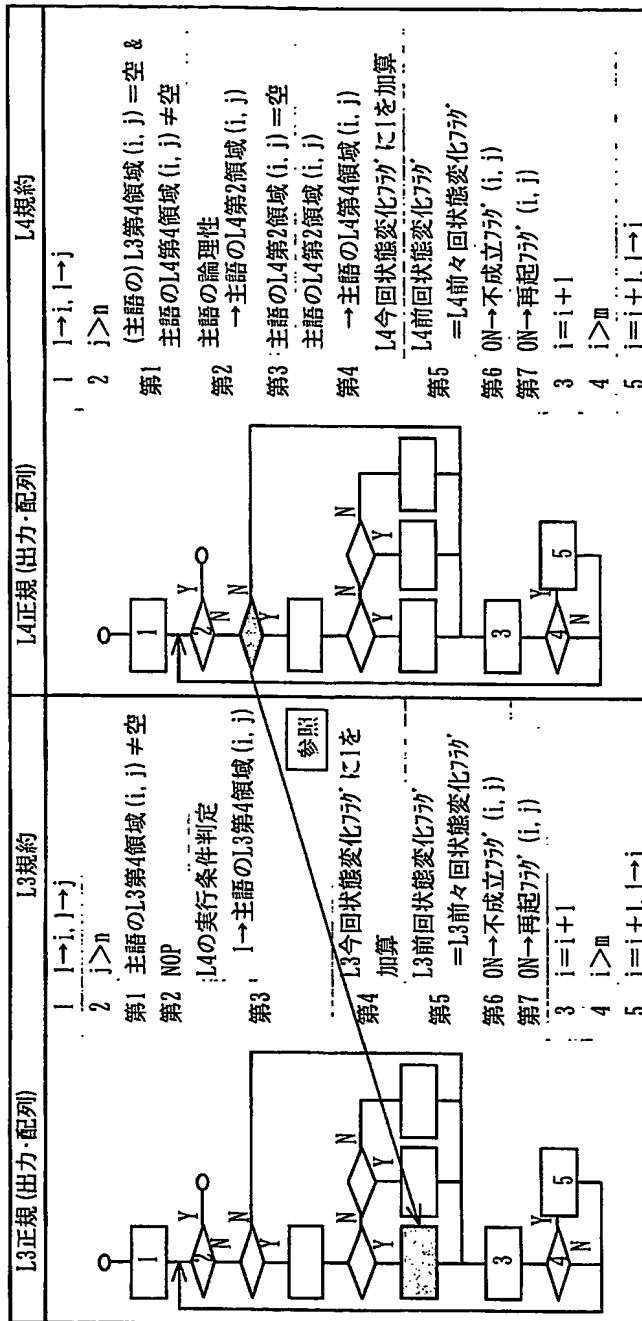 L3正規(出力・配列)
L3規約
L4正規(出力・配列)
L4規約
1
2
Y
N
N
Y
N
Y
N
Y
3
4
Y
N
5
1 1→i, 1→j
2 j>n
第1 主語のL3第4領域(i, j)≠空
第2 NOP
L4の実行条件判定
第3
1→主語のL3第4領域(i, j)
参照
L3今回状態変化フラグに1を
第4
加算
L3前回状態変化フラグ
第5
=L3前々回状態変化フラグ
第6 ON→不成立フラグ(i, j)
第7 ON→再起フラグ(i, j)
3 i=i+1
4 i>m
5 j=j+1, 1→i
1
2
Y
N
N
Y
N
Y
N
Y
3
4
Y
N
5
1 1→i, 1→j
2 j>n
(主語の)L3第4領域(i, j)=空 &
第1
主語のL4第4領域(i, j)≠空
主語の論理性
第2
→主語のL4第2領域(i, j)
第3 主語のL4第2領域(i, j)=空
主語のL4第2領域(i, j)
第4
→主語のL4第4領域(i, j)
L4今回状態変化フラグに1を加算
L4前回状態変化フラグ
第5
=L4前々回状態変化フラグ
第6 ON→不成立フラグ(i, j)
第7 ON→再起フラグ(i, j)
3 i=i+1
4 i>m
5 j=j+1, 1→i